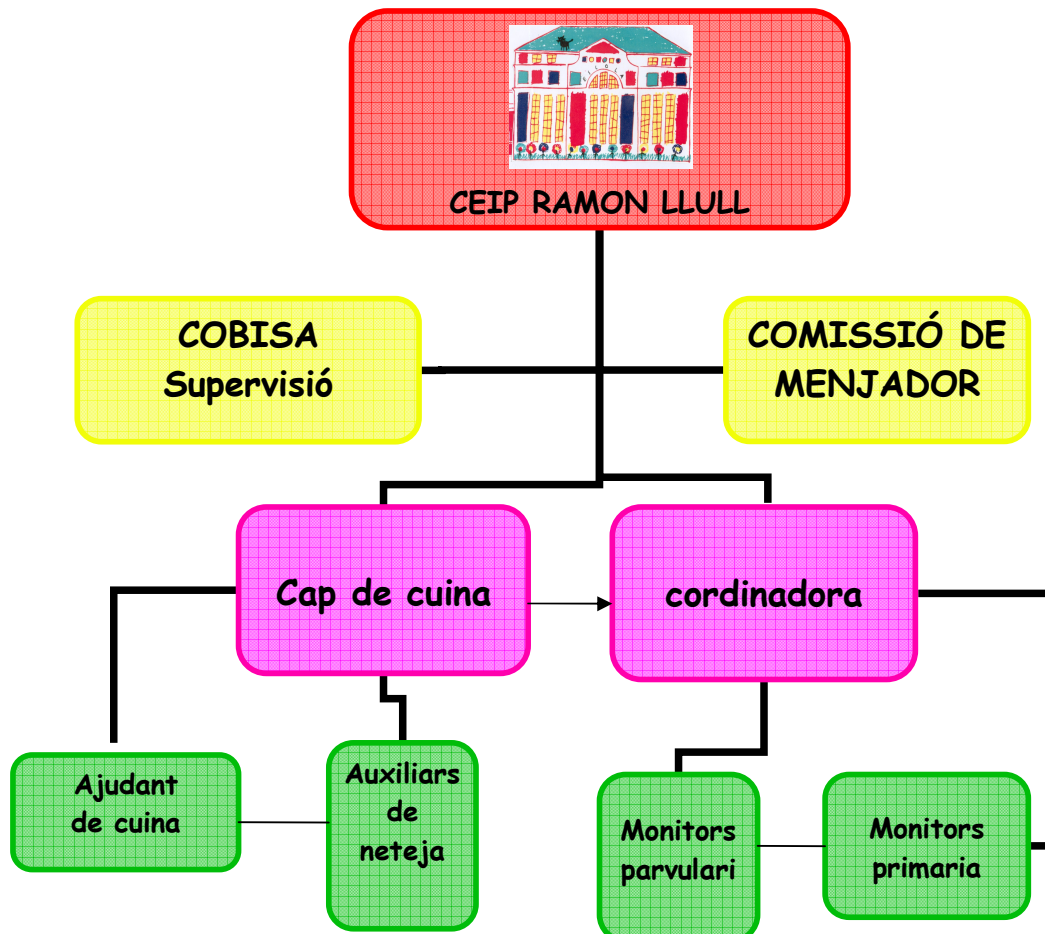 CEIP RAMON LLULL
COBISA
Supervisió
COMISSIÓ DE
MENJADOR
Cap de cuina
cordinadora
Ajudant
de cuina
Auxiliars
de
neteja
Monitors
parvulari
Monitors
primaria